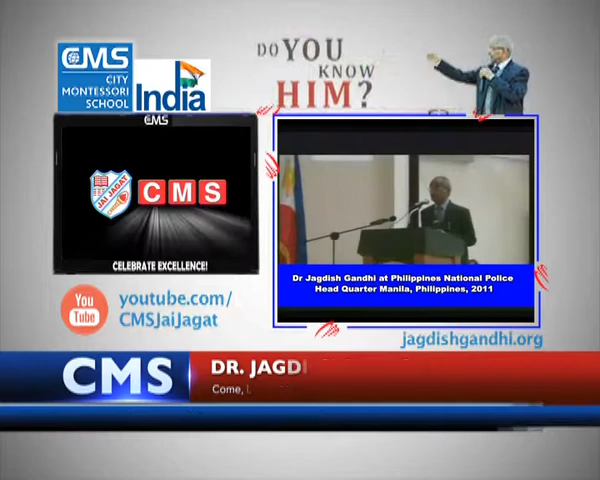 CMS
CITY
MONTESSORI
SCHOOL
India
DO YOU
KNOW
HIM?
CMS
JAI JAGAT
CMS
CELEBRATE EXCELLENCE!
Dr Jagdish Gandhi at Philippines National Police
Head Quarter Manila, Philippines, 2011
You
Tube
youtube.com/
CMSJaiJagat
jagdishgandhi.org
CMS
DR. JAGD
Come,